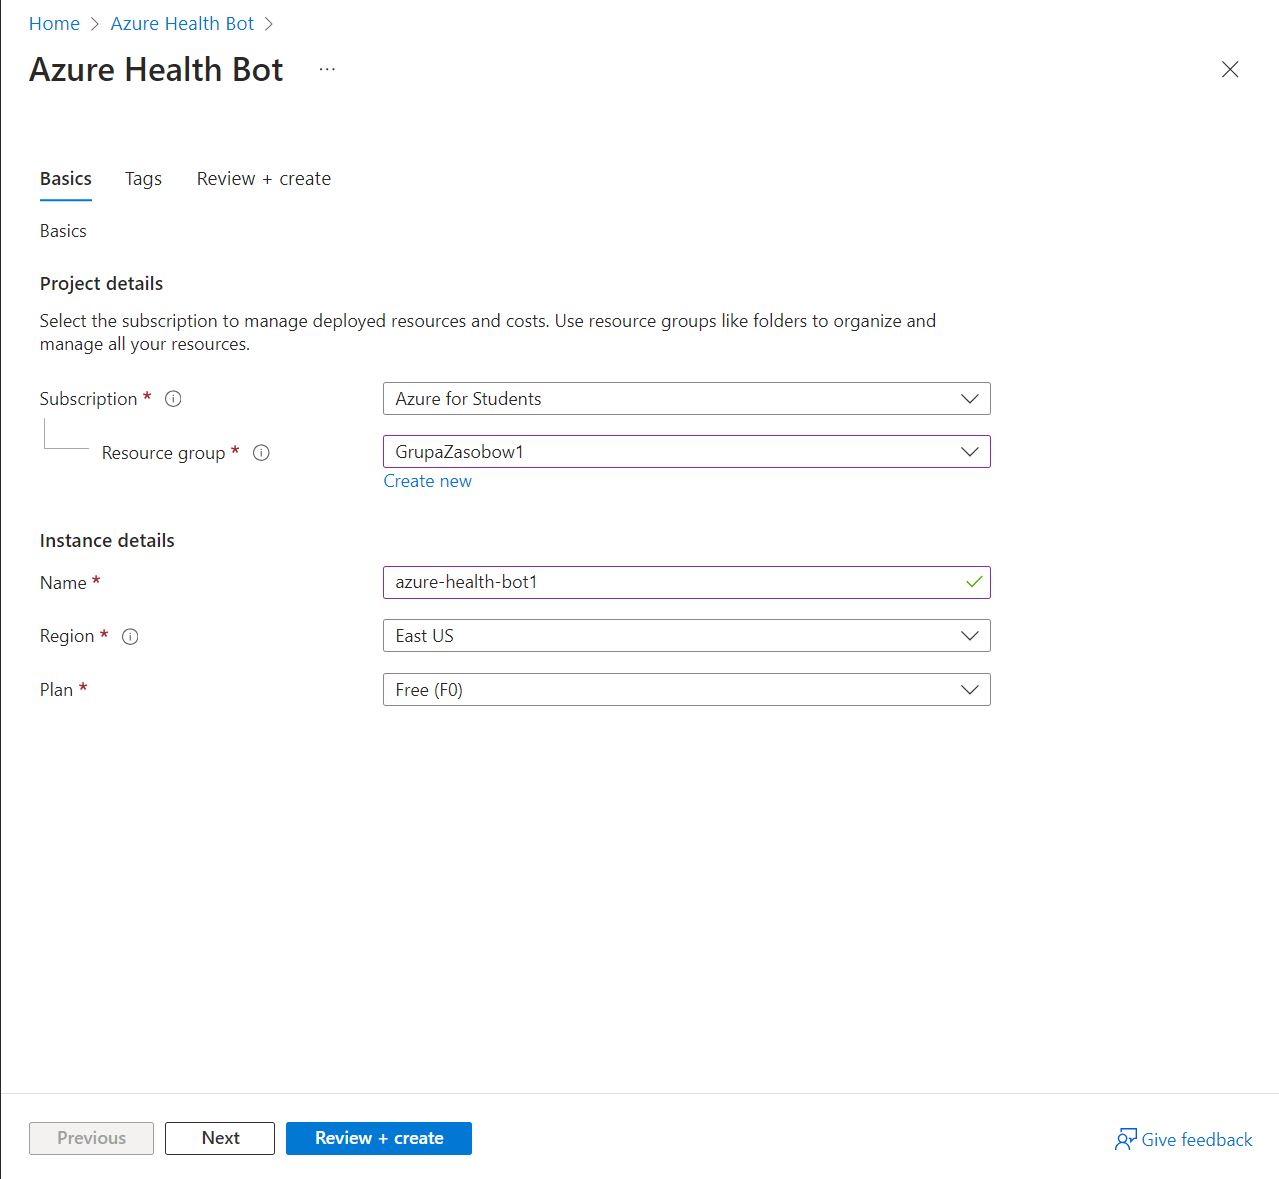 Home > Azure Health Bot >
Azure Health Bot ...
Basics Tags Review + create
Basics
Project details
Select the subscription to manage deployed resources and costs. Use resource groups like folders to organize and
manage all your resources.
Subscription * Azure for Students
Resource group * GrupaZasobow1
Create new
Instance details
Name * azure-health-bot1
Region * East US
Plan * Free (F0)
Previous Next Review + create Give feedback